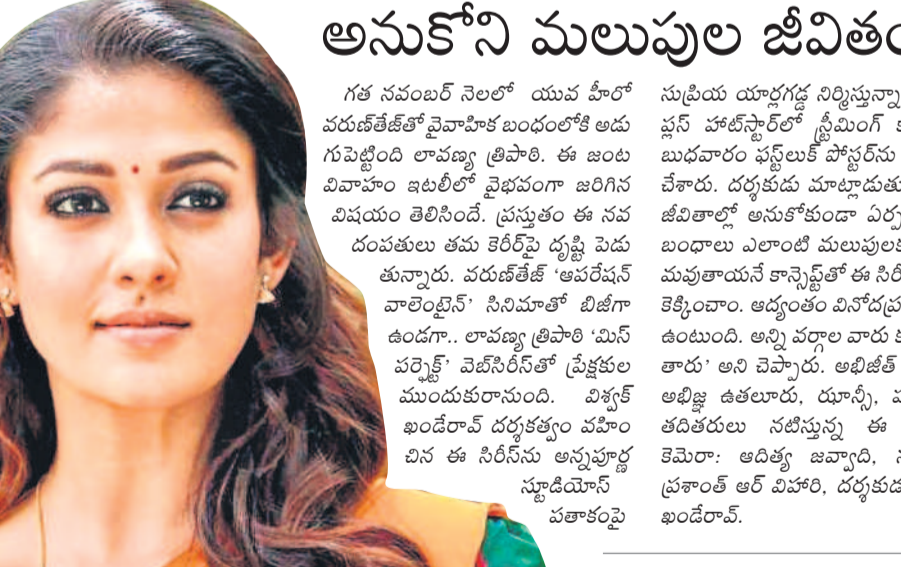 అనుకోని మలుపుల జీవితం
గత నవంబర్ నెలలో యువ హీరో
వరుణ్‌తేజ్‌తో వైవాహిక బంధంలోకి అడు
గుపెట్టింది లావణ్య త్రిపాఠి. ఈ జంట
వివాహం ఇటలీలో వైభవంగా జరిగిన
విషయం తెలిసిందే. ప్రస్తుతం ఈ నవ
దంపతులు తమ కెరీర్‌పై దృష్టి పెడు
తున్నారు. వరుణ్‌తేజ్ ‘ఆపరేషన్
వాలెంటైన్’ సినిమాతో బిజీగా
ఉండగా.. లావణ్య త్రిపాఠి ‘మిస్
పర్ఫెక్ట్’ వెబ్‌సిరీస్‌తో ప్రేక్షకుల
ముందుకురానుంది. విశ్వక్
ఖండేరావ్ దర్శకత్వం వహిం
చిన ఈ సిరీస్‌ను అన్నపూర్ణ
స్టూడియోస్
పతాకంపై
సుప్రియ యార్లగడ్డ నిర్మిస్తున్నా
ప్లస్ హాట్‌స్టార్‌లో స్ట్రీమింగ్
బుధవారం ఫస్ట్‌లుక్ పోస్టర్‌ను
చేశారు. దర్శకుడు మాట్లాడుతు
జీవితాల్లో అనుకోకుండా ఏర్ప
బంధాలు ఎలాంటి మలుపులక
మవుతాయనే కాన్సెప్ట్‌తో ఈ సిరీ
కెక్కించాం. ఆద్యంతం వినోదప్ర
ఉంటుంది. అన్ని వర్గాల వారు క
తారు’ అని చెప్పారు. అభిజీత్
అభిజ్ఞ ఉతలూరు, ఝాన్సీ,
తదితరులు నటిస్తున్న ఈ
కెమెరా: ఆదిత్య జవ్వాది,
ప్రశాంత్ ఆర్ విహారి, దర్శకుడ
ఖండేరావ్.